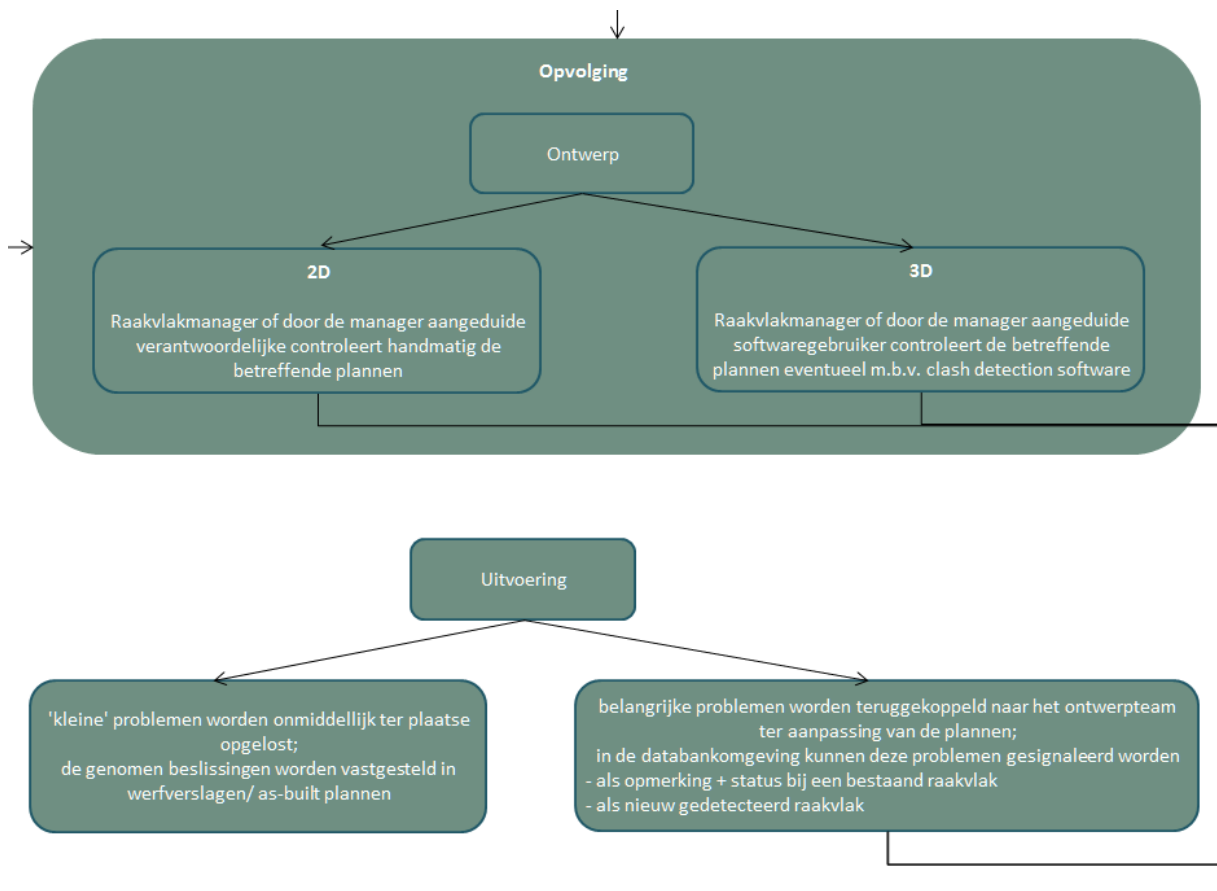 Opvolging
Ontwerp
2D
Raakvlakmanager of door de manager aangeduide
verantwoordelijke controleert handmatig de
betreffende plannen
3D
Raakvlakmanager of door de manager aangeduide
softwaregebruiker controleert de betreffende
plannen eventueel m.b.v. clash detection software
Uitvoering
'kleine' problemen worden onmiddellijk ter plaatse
opgelost;
de genomen beslissingen worden vastgesteld in
werfverslagen/ as-built plannen
belangrijke problemen worden teruggekoppeld naar het ontwerpteam
ter aanpassing van de plannen;
in de databankomgeving kunnen deze problemen gesignaleerd worden
- als opmerking + status bij een bestaand raakvlak
- als nieuw gedetecteerd raakvlak